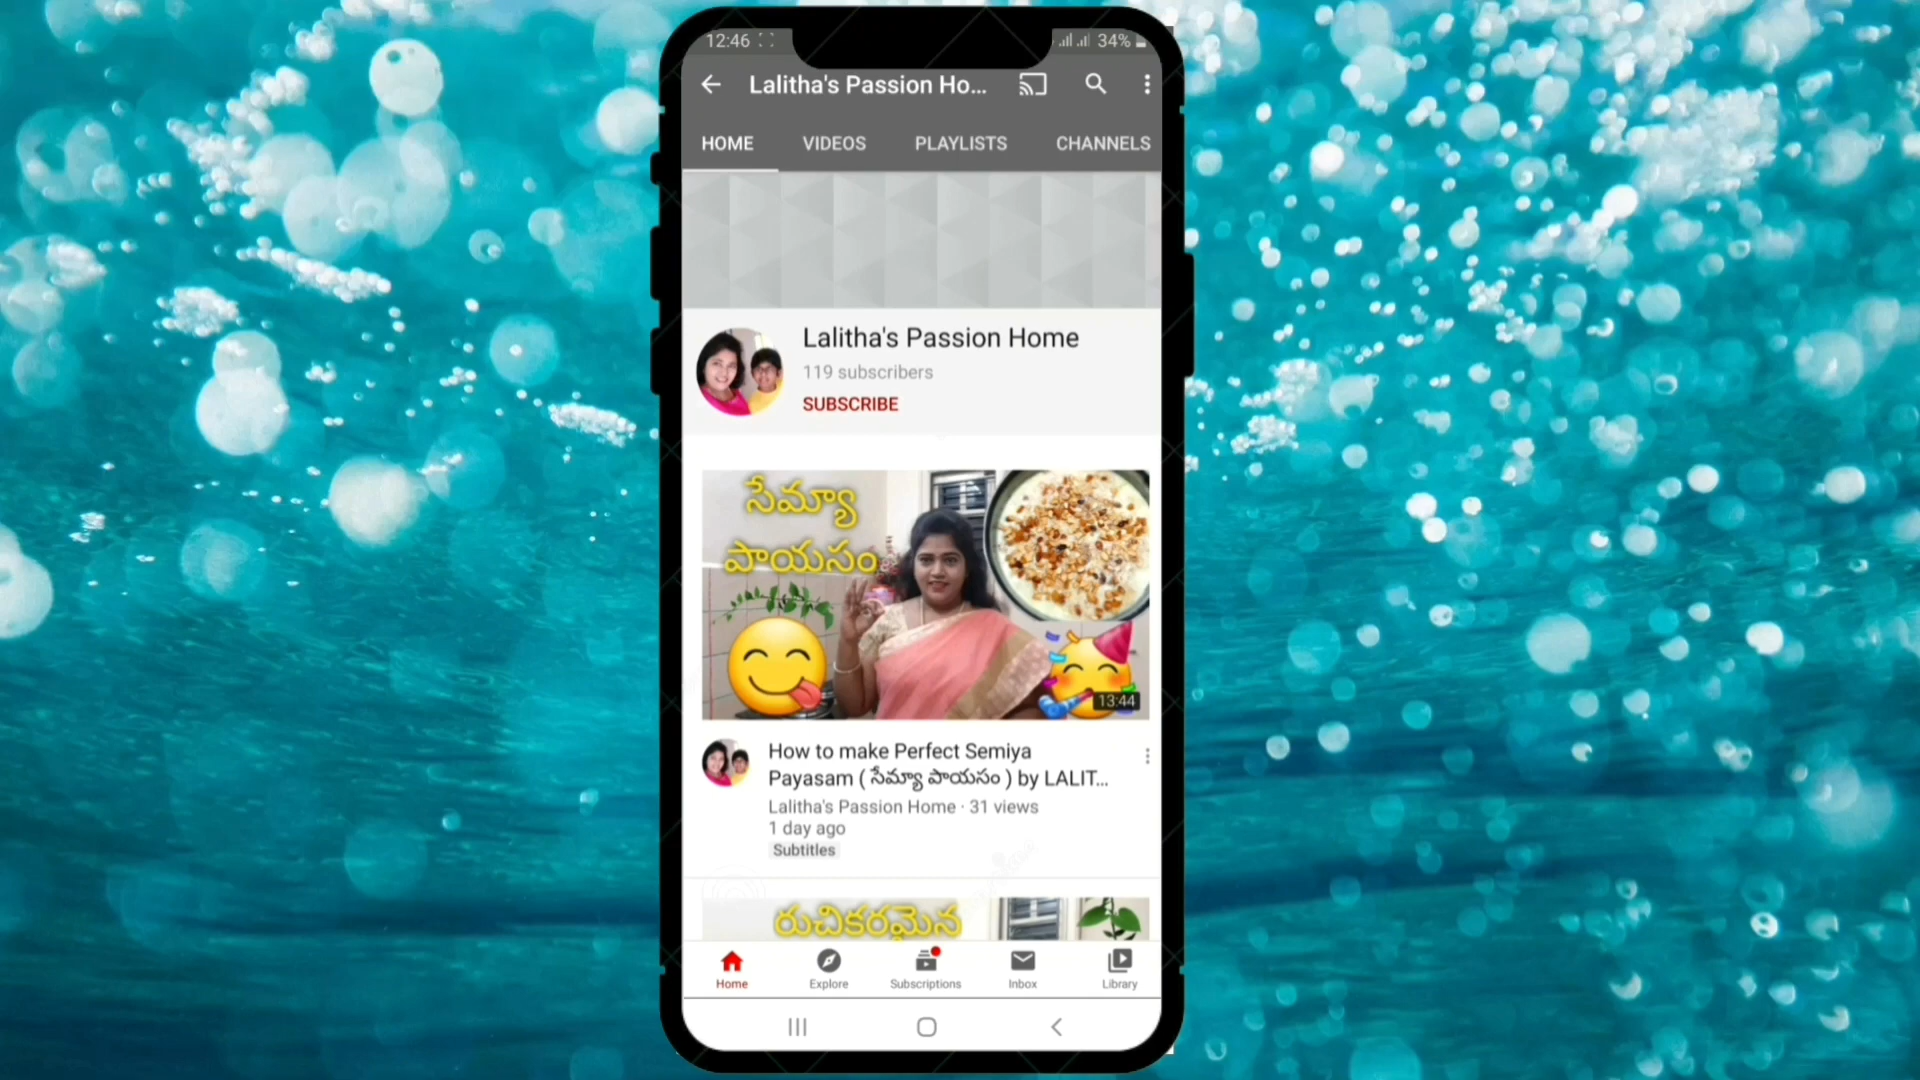 12:46
34%
Lalitha's Passion Ho...
HOME VIDEOS PLAYLISTS CHANNELS
Lalitha's Passion Home
119 subscribers
SUBSCRIBE
సేమ్యా
పాయసం
13:44
How to make Perfect Semiya
Payasam ( సేమ్యా పాయసం ) by LALIT...
Lalitha's Passion Home · 31 views
1 day ago
Subtitles
రుచికరమైన
Home Explore Subscriptions Inbox Library